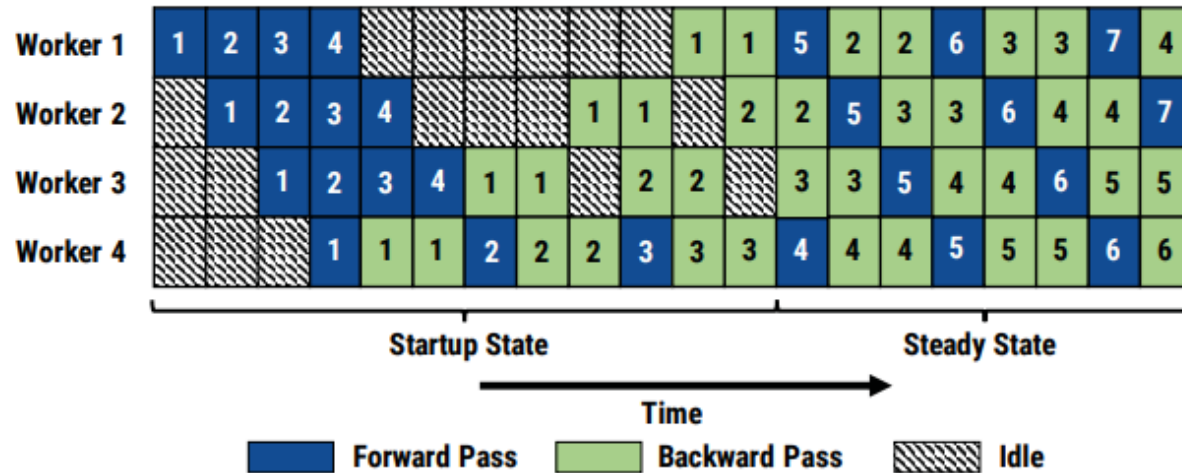 Worker 1 1 2 3 4 1 1 5 2 2 6 3 3 7 4
Worker 2 1 2 3 4 1 1 2 2 5 3 3 6 4 4 7
Worker 3 1 2 3 4 1 1 2 2 3 3 5 4 4 6 5 5
Worker 4 1 1 1 2 2 2 3 3 3 4 4 4 5 5 5 6 6
Startup State Steady State
Time
Forward Pass Backward Pass Idle